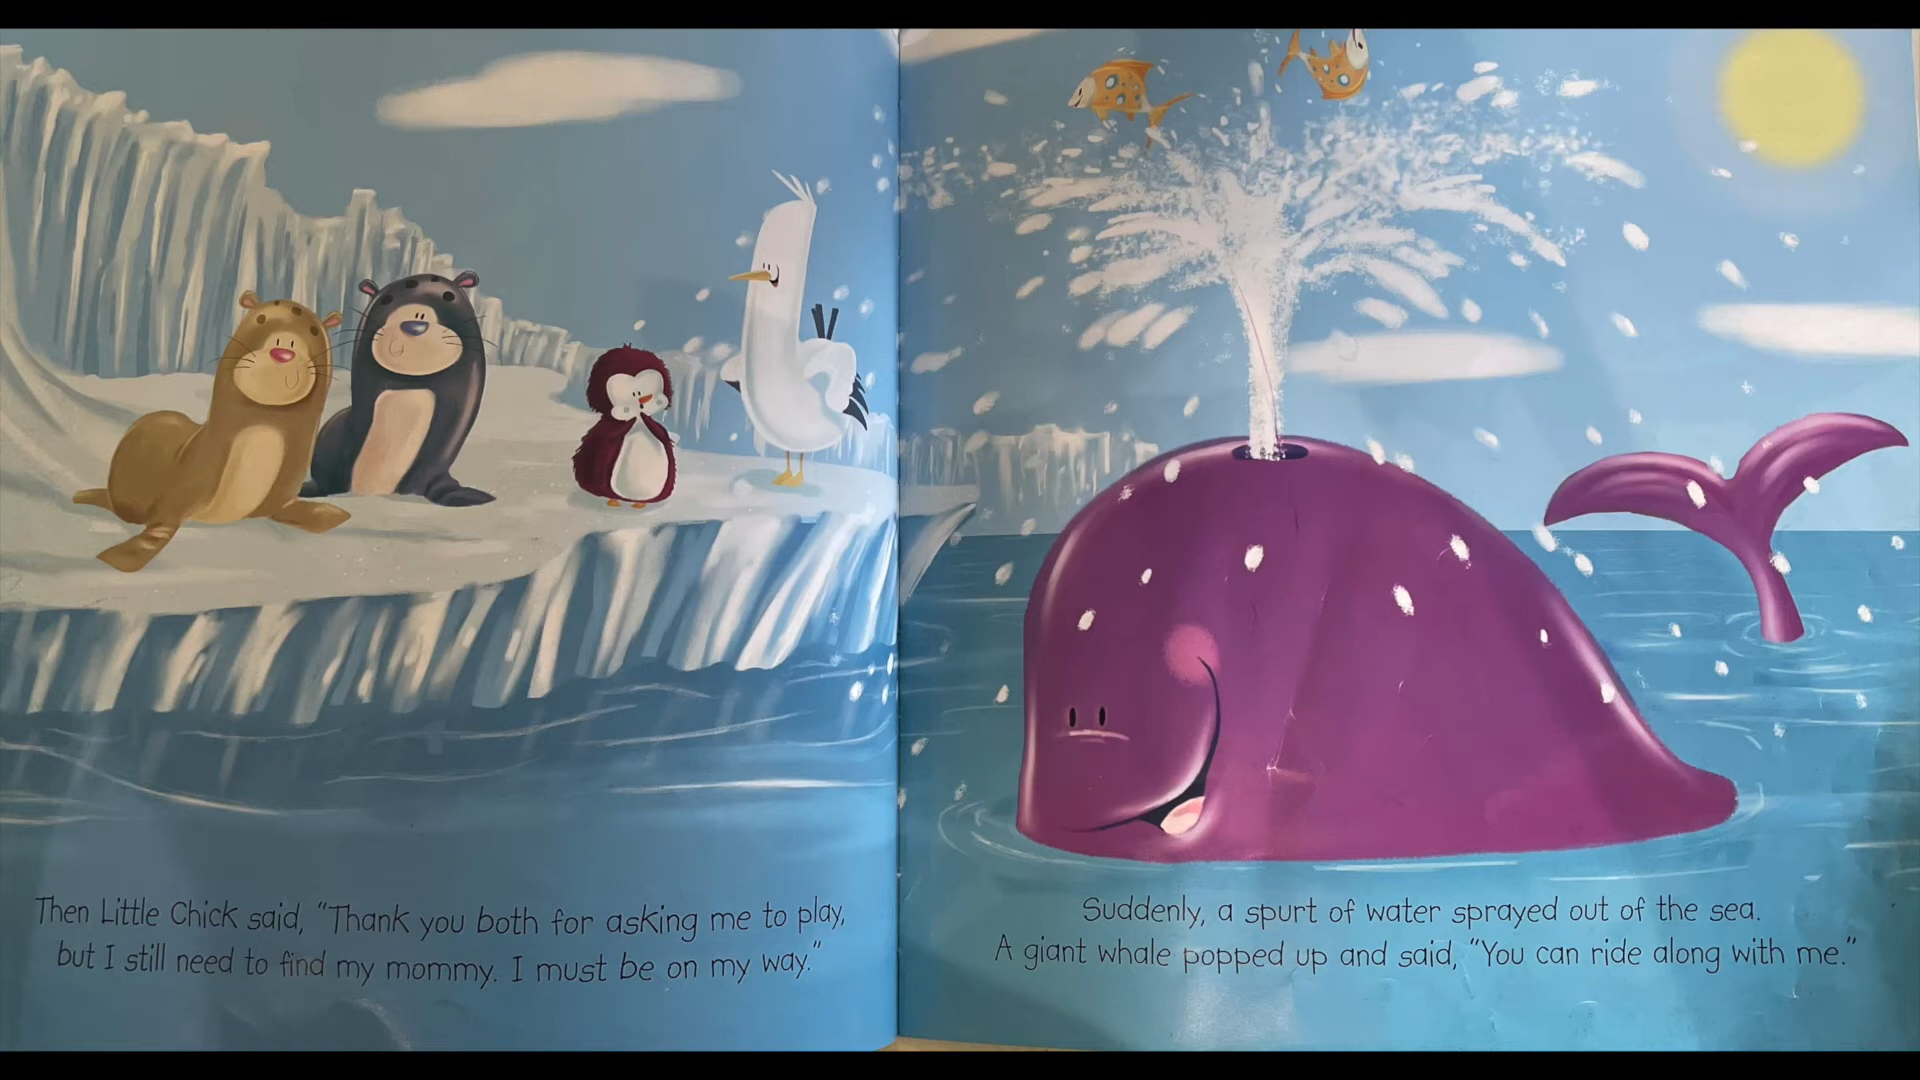 Then Little Chick said, “Thank you both for asking me to play,
but I still need to find my mommy. I must be on my way.”
Suddenly, a spurt of water sprayed out of the sea.
A giant whale popped up and said, “You can ride along with me.”